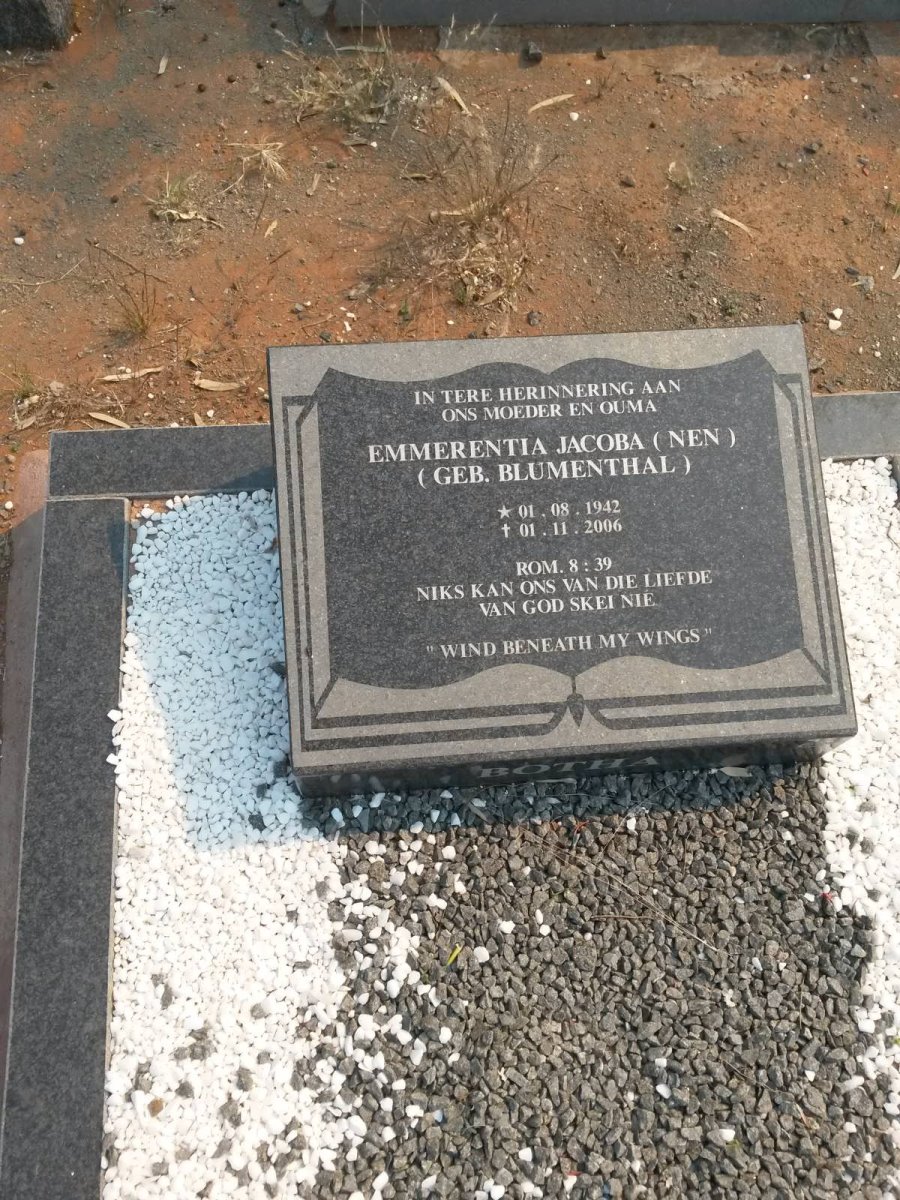 IN TERE HERINNERING AAN
ONS MOEDER EN OUMA
EMMERENTIA JACOBA ( NEN )
( GEB. BLUMENTHAL )
★ 01 . 08 . 1942
✝ 01 . 11 . 2006
ROM. 8 : 39
NIKS KAN ONS VAN DIE LIEFDE
VAN GOD SKEI NIE
"WIND BENEATH MY WINGS"
BOTHA